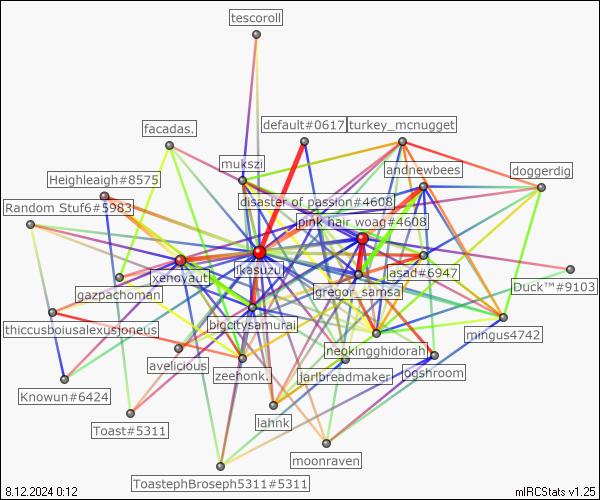 tescoroll
default#0617
turkey_mcnugget
facadas.
mukszi
andnewbees
doggerdig
Heighleigh#8575
disaster of passion#4608
Random Stuf6#5983
pink hair woag#4608
ikasuzu
xenoyaut
asad#6947
Duck™#9103
gazpachoman
gregor_samsa
thiccusboiusalexusjoneus
bigcitysamurai
mingus4742
neokingghidorah
avelicious
zeehonk.
jarlbreadmaker
ogshroom
Knowun#6424
lahnk
Toast#5311
moonraven
ToastephBroseph5311#5311
8.12.2024 0:12
mIRCStats v1.25